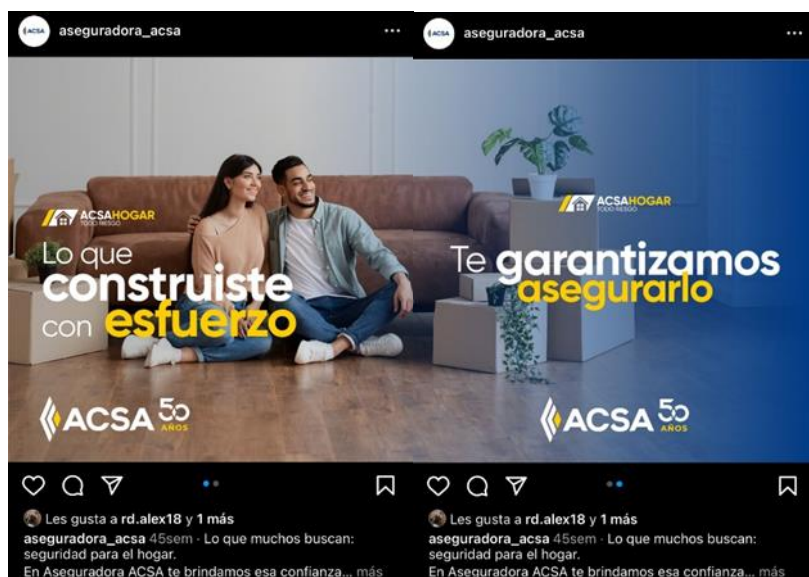 ACSA
aseguradora_acsa
ACSAHOGAR
TODO RIESGO
Lo que
construiste
con esfuerzo
ACSA 50
AÑOS
Les gusta a rd.alex18 y 1 más
aseguradora_acsa 45sem · Lo que muchos buscan:
seguridad para el hogar.
En Aseguradora ACSA te brindamos esa confianza... más
ACSA
aseguradora_acsa
ACSAHOGAR
TODO RIESGO
Te garantizamos
asegurarlo
ACSA 50
AÑOS
Les gusta a rd.alex18 y 1 más
aseguradora_acsa 45sem · Lo que muchos buscan:
seguridad para el hogar.
En Aseguradora ACSA te brindamos esa confianza... más